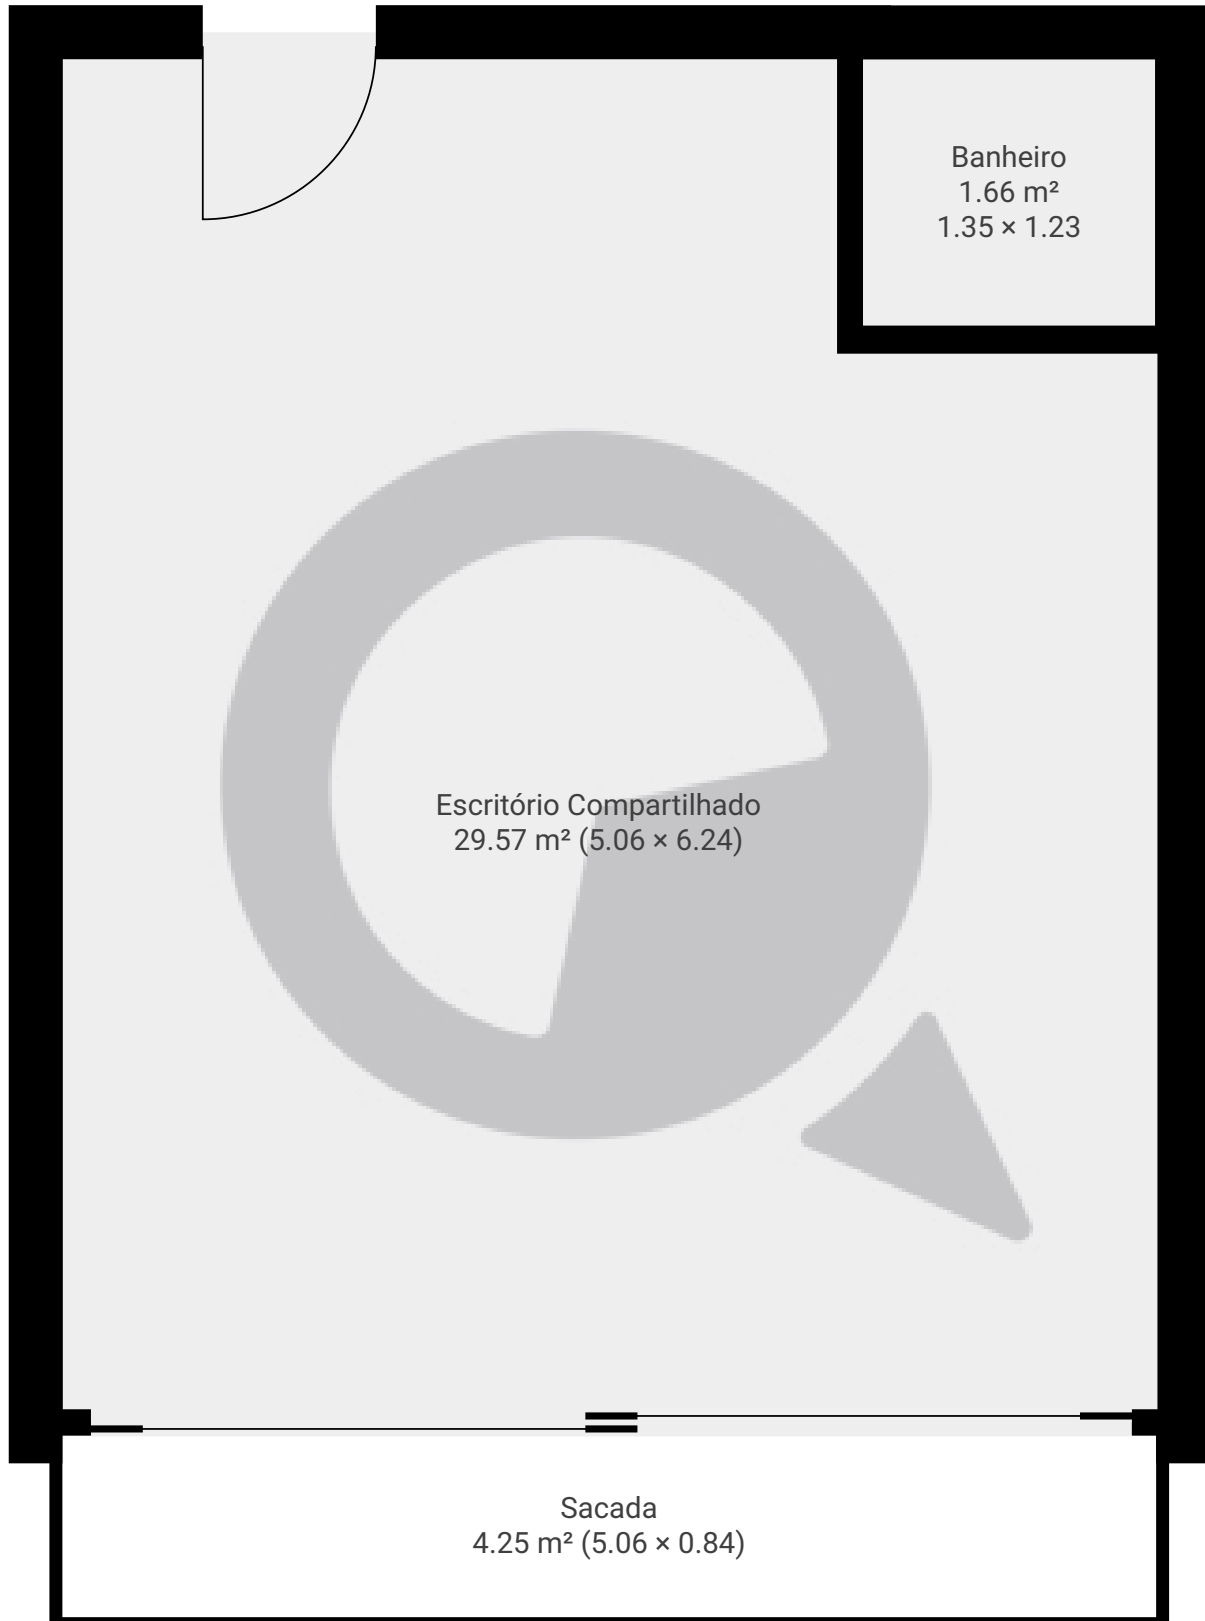 Banheiro
1.66 m²
1.35 × 1.23
Escritório Compartilhado
29.57 m² (5.06 × 6.24)
Sacada
4.25 m² (5.06 × 0.84)